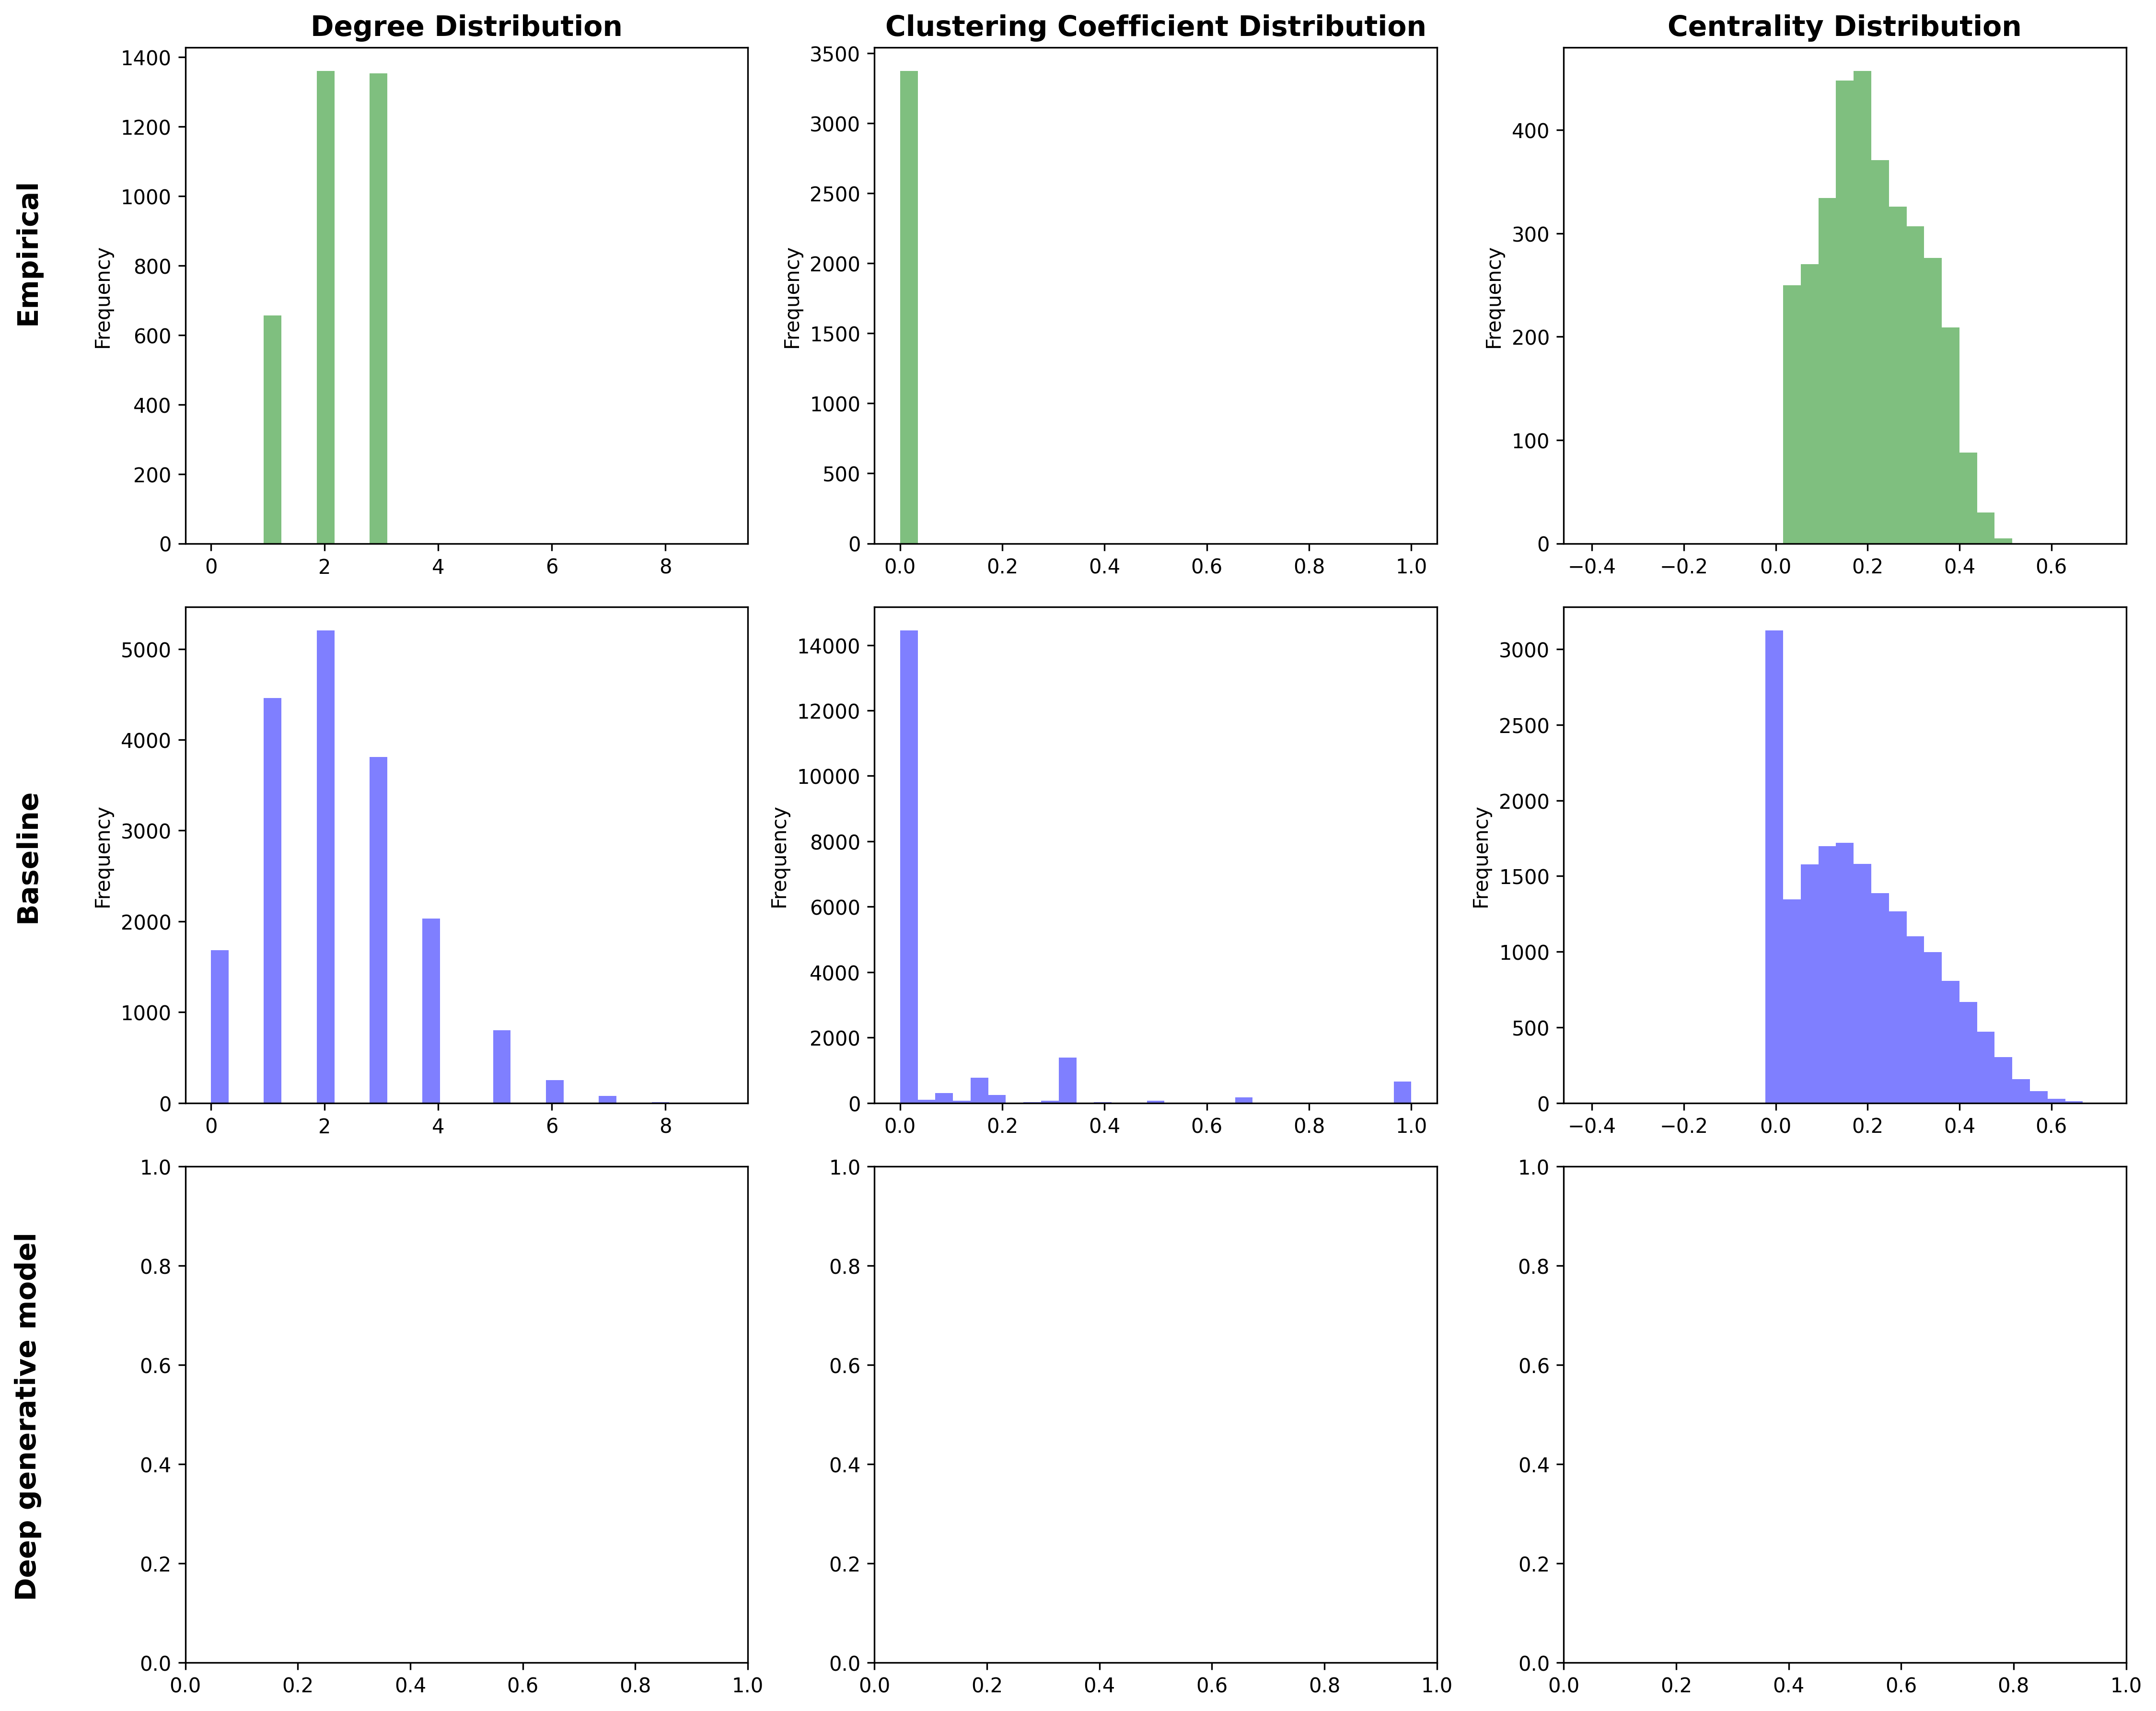 Degree Distribution
Clustering Coefficient Distribution
Centrality Distribution
Empirical
Frequency
1400
1200
1000
800
600
400
200
0
0 2 4 6 8
Frequency
3500
3000
2500
2000
1500
1000
500
0
0.0 0.2 0.4 0.6 0.8 1.0
Frequency
400
300
200
100
0
−0.4 −0.2 0.0 0.2 0.4 0.6
Baseline
Frequency
5000
4000
3000
2000
1000
0
0 2 4 6 8
Frequency
14000
12000
10000
8000
6000
4000
2000
0
0.0 0.2 0.4 0.6 0.8 1.0
Frequency
3000
2500
2000
1500
1000
500
0
−0.4 −0.2 0.0 0.2 0.4 0.6
Deep generative model
1.0
0.8
0.6
0.4
0.2
0.0
0.0 0.2 0.4 0.6 0.8 1.0
1.0
0.8
0.6
0.4
0.2
0.0
0.0 0.2 0.4 0.6 0.8 1.0
1.0
0.8
0.6
0.4
0.2
0.0
0.0 0.2 0.4 0.6 0.8 1.0